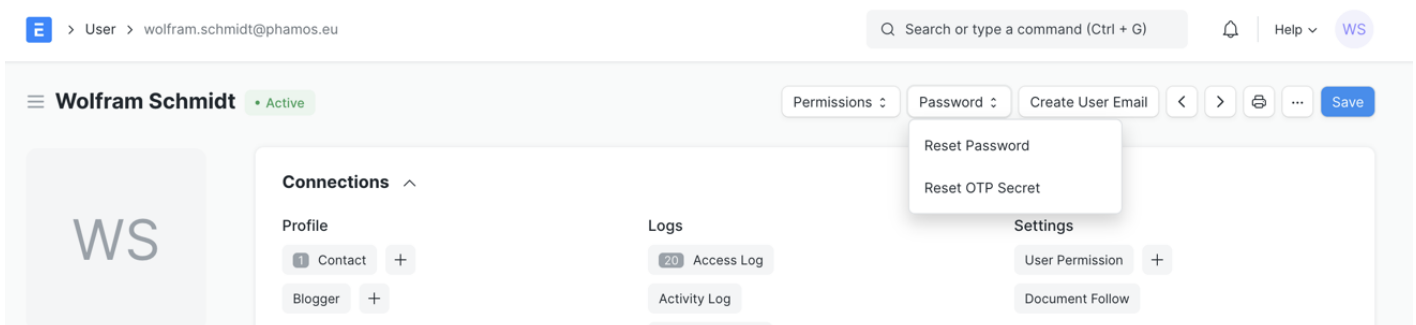 E > User > wolfram.schmidt@phamos.eu
Search or type a command (Ctrl + G)
Help
WS
Wolfram Schmidt • Active
Permissions
Password
Create User Email
...
Save
Reset Password
Reset OTP Secret
WS
Connections
Profile
Logs
Settings
1 Contact +
20 Access Log
User Permission +
Blogger +
Activity Log
Document Follow